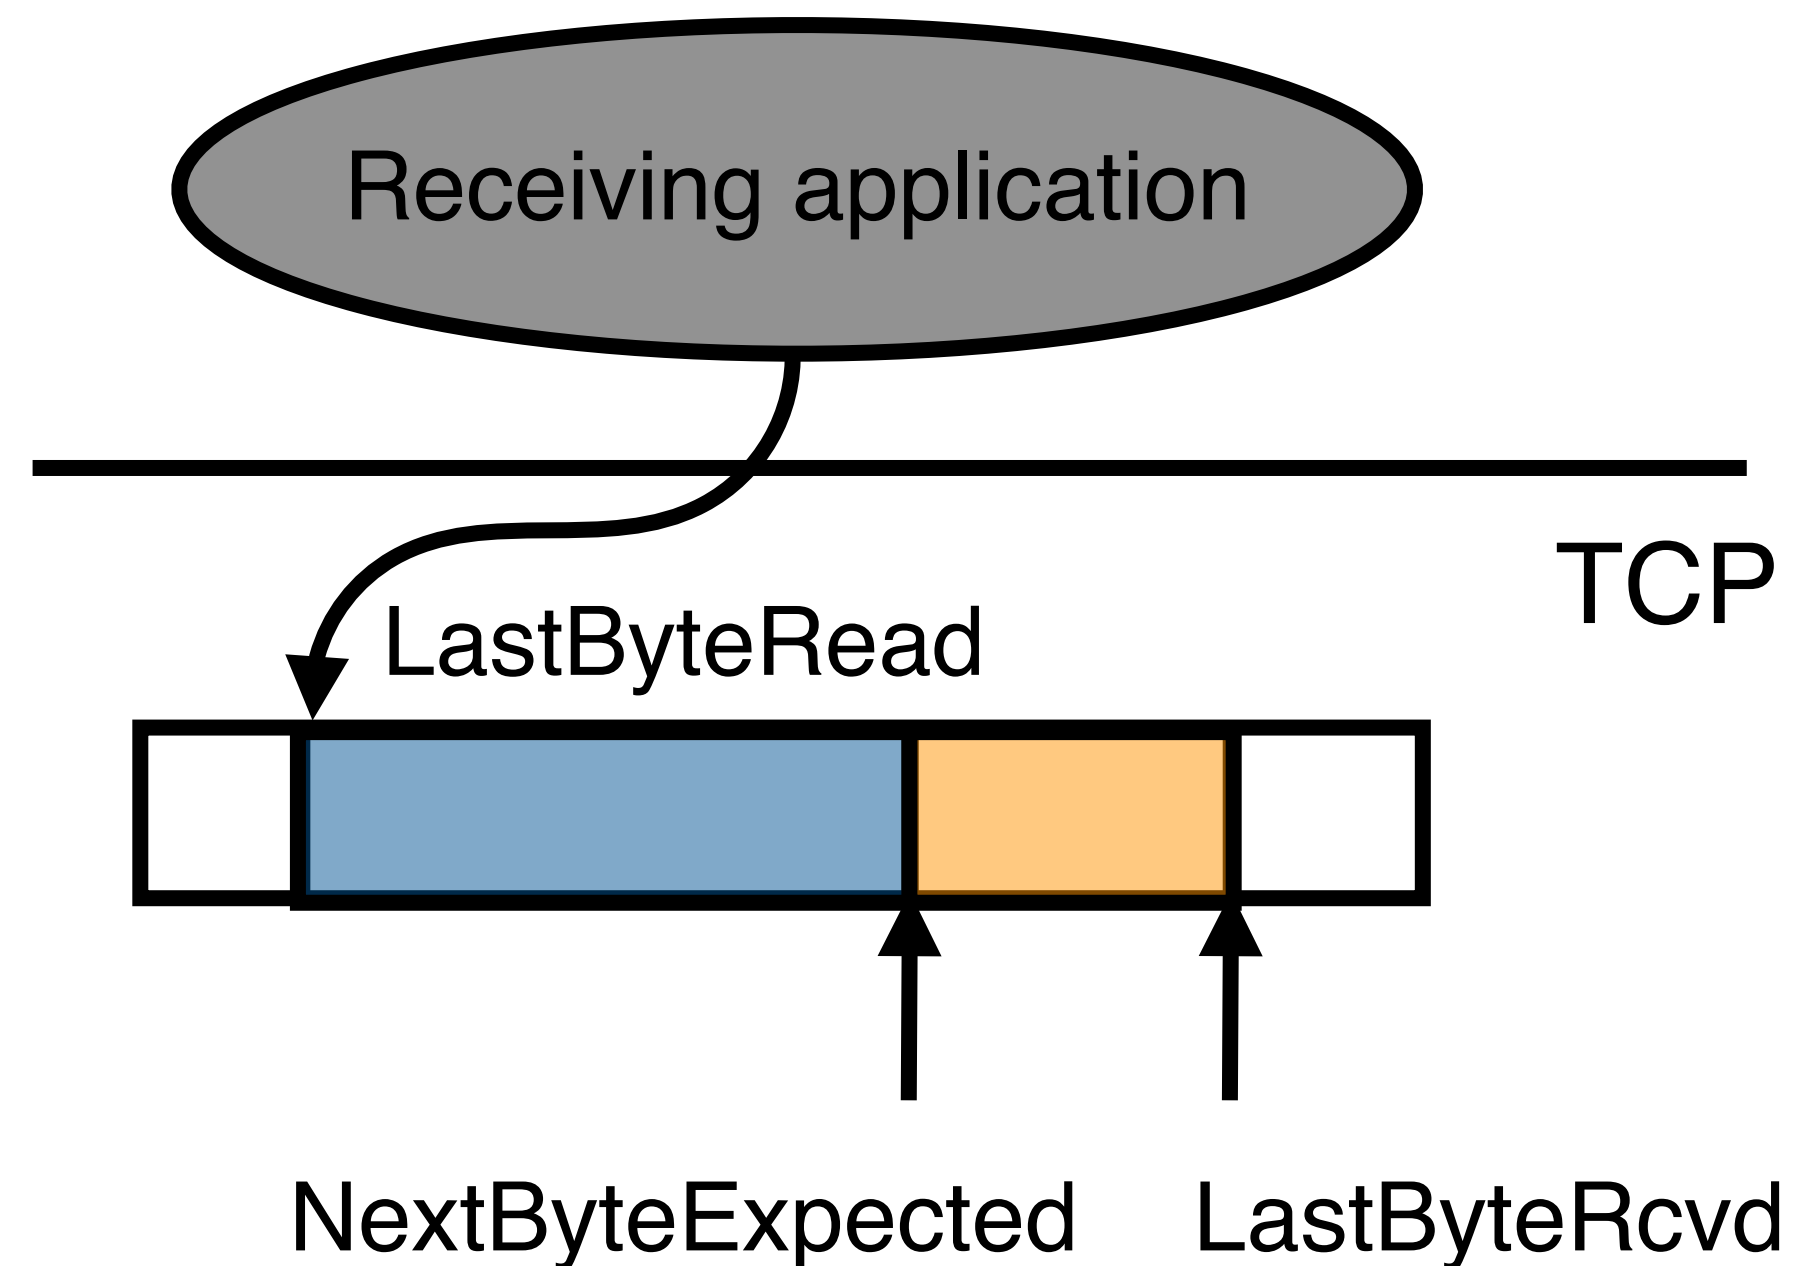 Receiving application
TCP
LastByteRead
NextByteExpected
LastByteRcvd